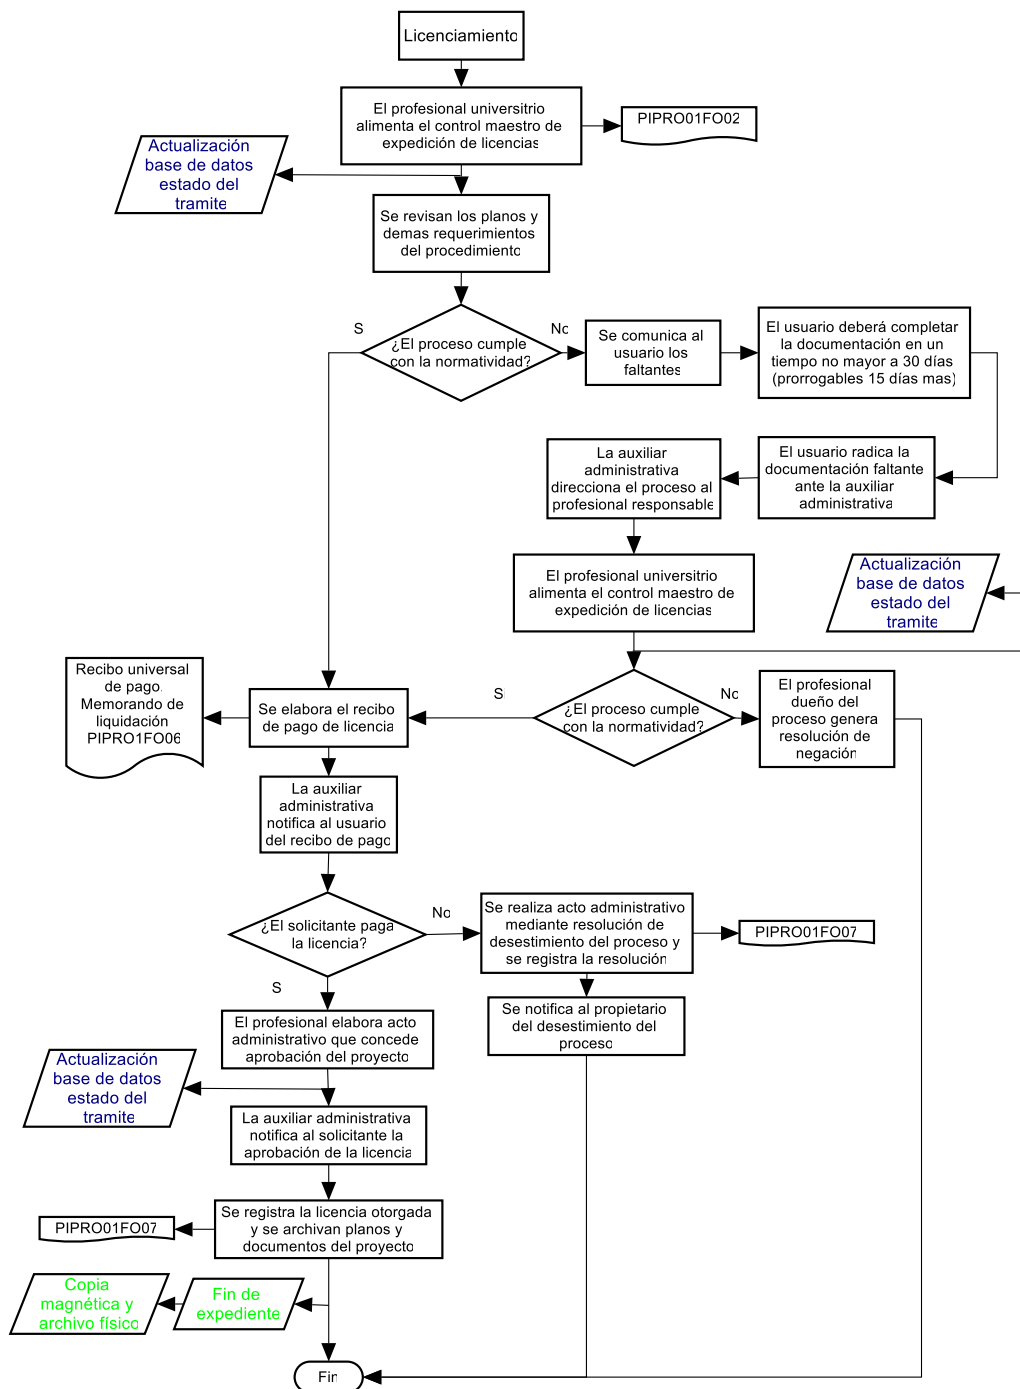 Licenciamiento
El profesional universitrio
alimenta el control maestro de
expedición de licencias
PIPRO01FO02
Actualización
base de datos
estado del
tramite
Se revisan los planos y
demas requerimientos
del procedimiento
S
¿El proceso cumple
con la normatividad?
No
Se comunica al
usuario los
faltantes
El usuario deberá completar
la documentación en un
tiempo no mayor a 30 días
(prorrogables 15 días mas)
La auxiliar
administrativa
direcciona el proceso al
profesional responsable
El usuario radica la
documentación faltante
ante la auxiliar
administrativa
El profesional universitrio
alimenta el control maestro de
expedición de licencias
Actualización
base de datos
estado del
tramite
Recibo universal
de pago.
Memorando de
liquidación
PIPRO1FO06
Se elabora el recibo
de pago de licencia
Si
¿El proceso cumple
con la normatividad?
No
El profesional
dueño del
proceso genera
resolución de
negación
La auxiliar
administrativa
notifica al usuario
del recibo de pago
¿El solicitante paga
la licencia?
No
Se realiza acto administrativo
mediante resolución de
desestimiento del proceso y
se registra la resolución
PIPRO01FO07
S
El profesional elabora acto
administrativo que concede
aprobación del proyecto
Se notifica al propietario
del desestimiento del
proceso
Actualización
base de datos
estado del
tramite
La auxiliar administrativa
notifica al solicitante la
aprobación de la licencia
PIPRO01FO07
Se registra la licencia otorgada
y se archivan planos y
documentos del proyecto
Copia
magnética y
archivo físico
Fin de
expediente
Fin